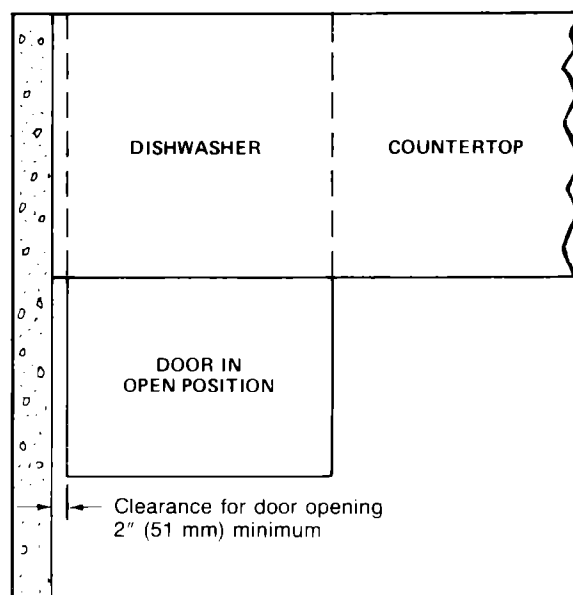 DISHWASHER
COUNTERTOP
DOOR IN
OPEN POSITION
Clearance for door opening
2" (51 mm) minimum